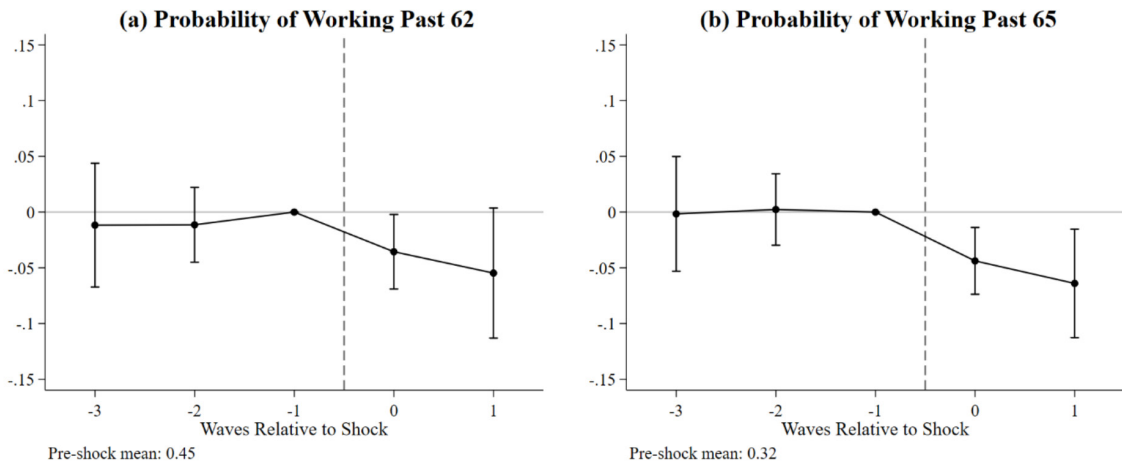 (a) Probability of Working Past 62
.15
.1
.05
0
-.05
-.1
-.15
-3 -2 -1 0 1
Waves Relative to Shock
Pre-shock mean: 0.45
(b) Probability of Working Past 65
.15
.1
.05
0
-.05
-.1
-.15
-3 -2 -1 0 1
Waves Relative to Shock
Pre-shock mean: 0.32